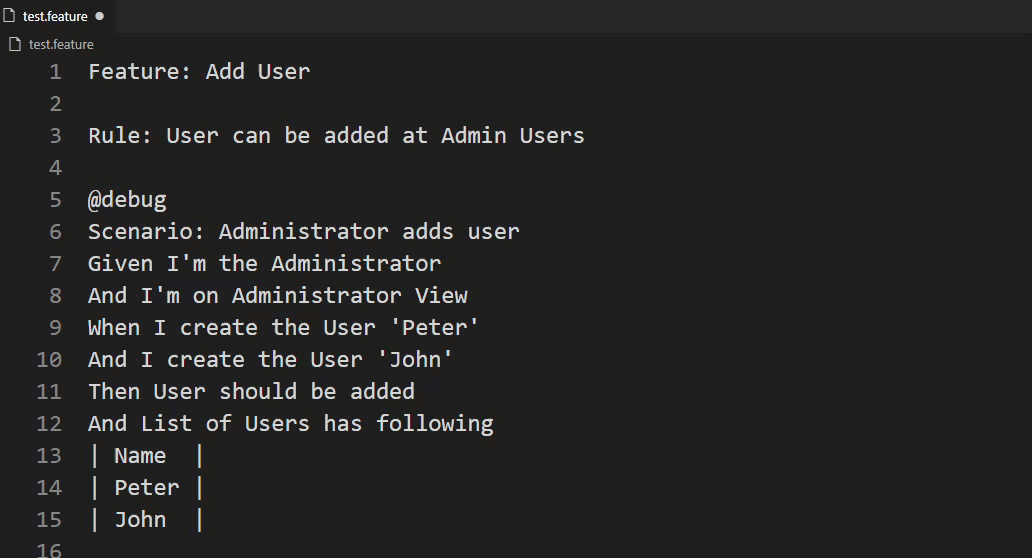 test.feature
test.feature
1 Feature: Add User
2
3 Rule: User can be added at Admin Users
4
5 @debug
6 Scenario: Administrator adds user
7 Given I'm the Administrator
8 And I'm on Administrator View
9 When I create the User 'Peter'
10 And I create the User 'John'
11 Then User should be added
12 And List of Users has following
13 | Name  |
14 | Peter |
15 | John  |
16